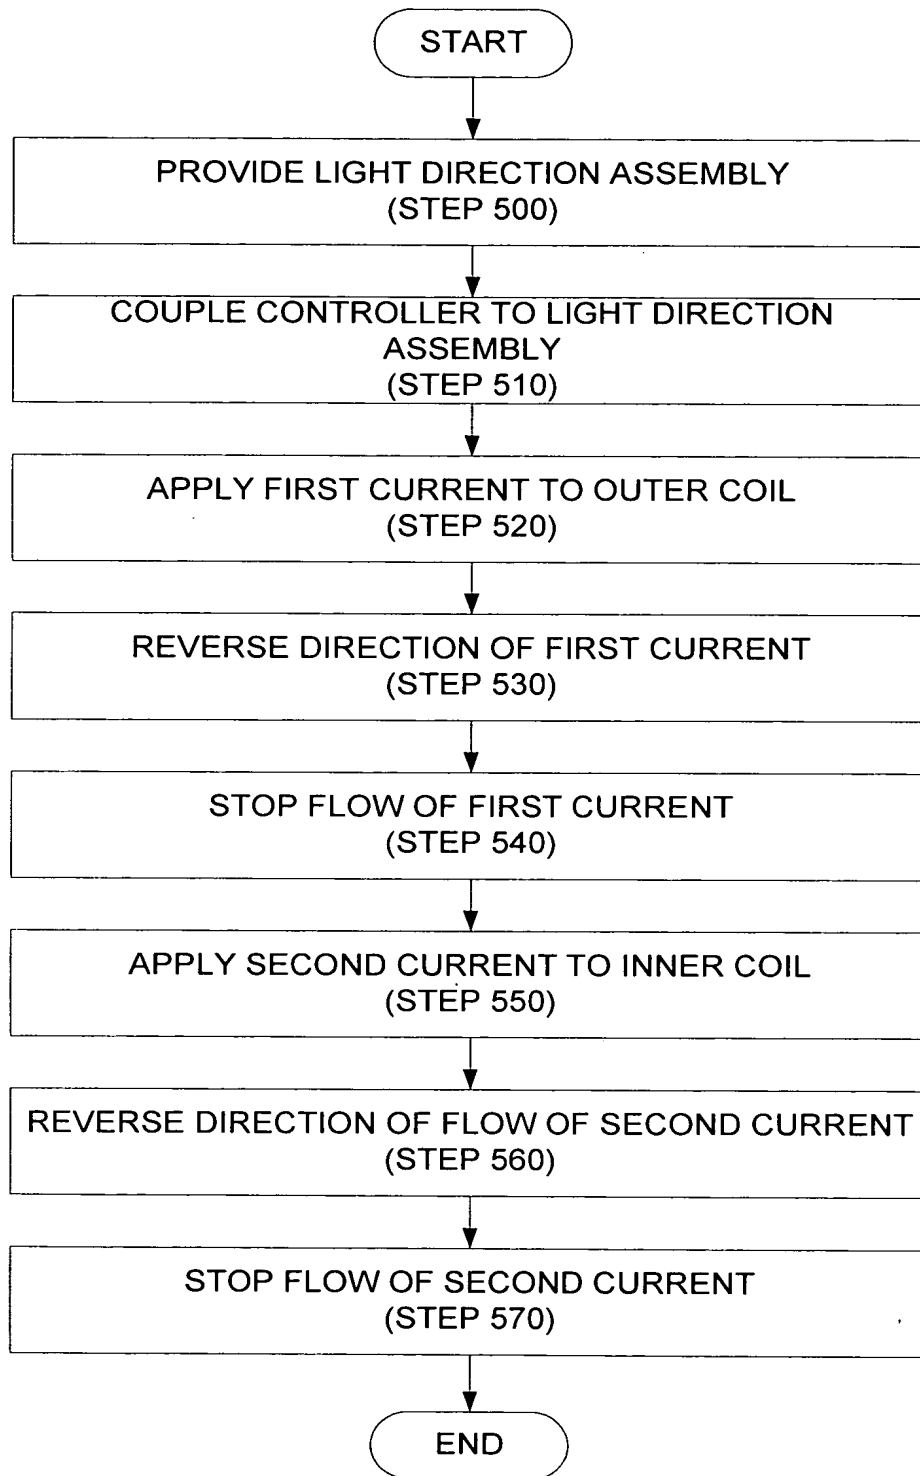 START
PROVIDE LIGHT DIRECTION ASSEMBLY
(STEP 500)
COUPLE CONTROLLER TO LIGHT DIRECTION
ASSEMBLY
(STEP 510)
APPLY FIRST CURRENT TO OUTER COIL
(STEP 520)
REVERSE DIRECTION OF FIRST CURRENT
(STEP 530)
STOP FLOW OF FIRST CURRENT
(STEP 540)
APPLY SECOND CURRENT TO INNER COIL
(STEP 550)
REVERSE DIRECTION OF FLOW OF SECOND CURRENT
(STEP 560)
STOP FLOW OF SECOND CURRENT
(STEP 570)
END